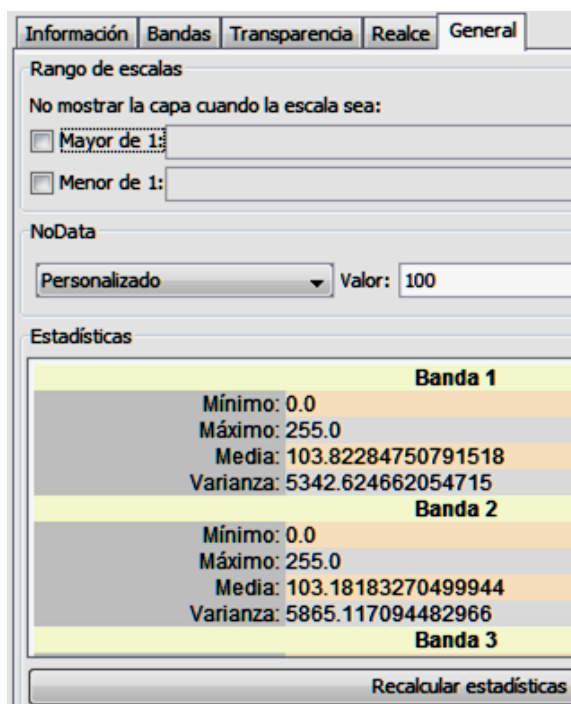 Información Bandas Transparencia Realce General
Rango de escalas
No mostrar la capa cuando la escala sea:
Mayor de 1:
Menor de 1:
NoData
Personalizado Valor: 100
Estadísticas
Banda 1
Mínimo: 0.0
Máximo: 255.0
Media: 103.82284750791518
Varianza: 5342.624662054715
Banda 2
Mínimo: 0.0
Máximo: 255.0
Media: 103.18183270499944
Varianza: 5865.117094482966
Banda 3
Recalcular estadísticas